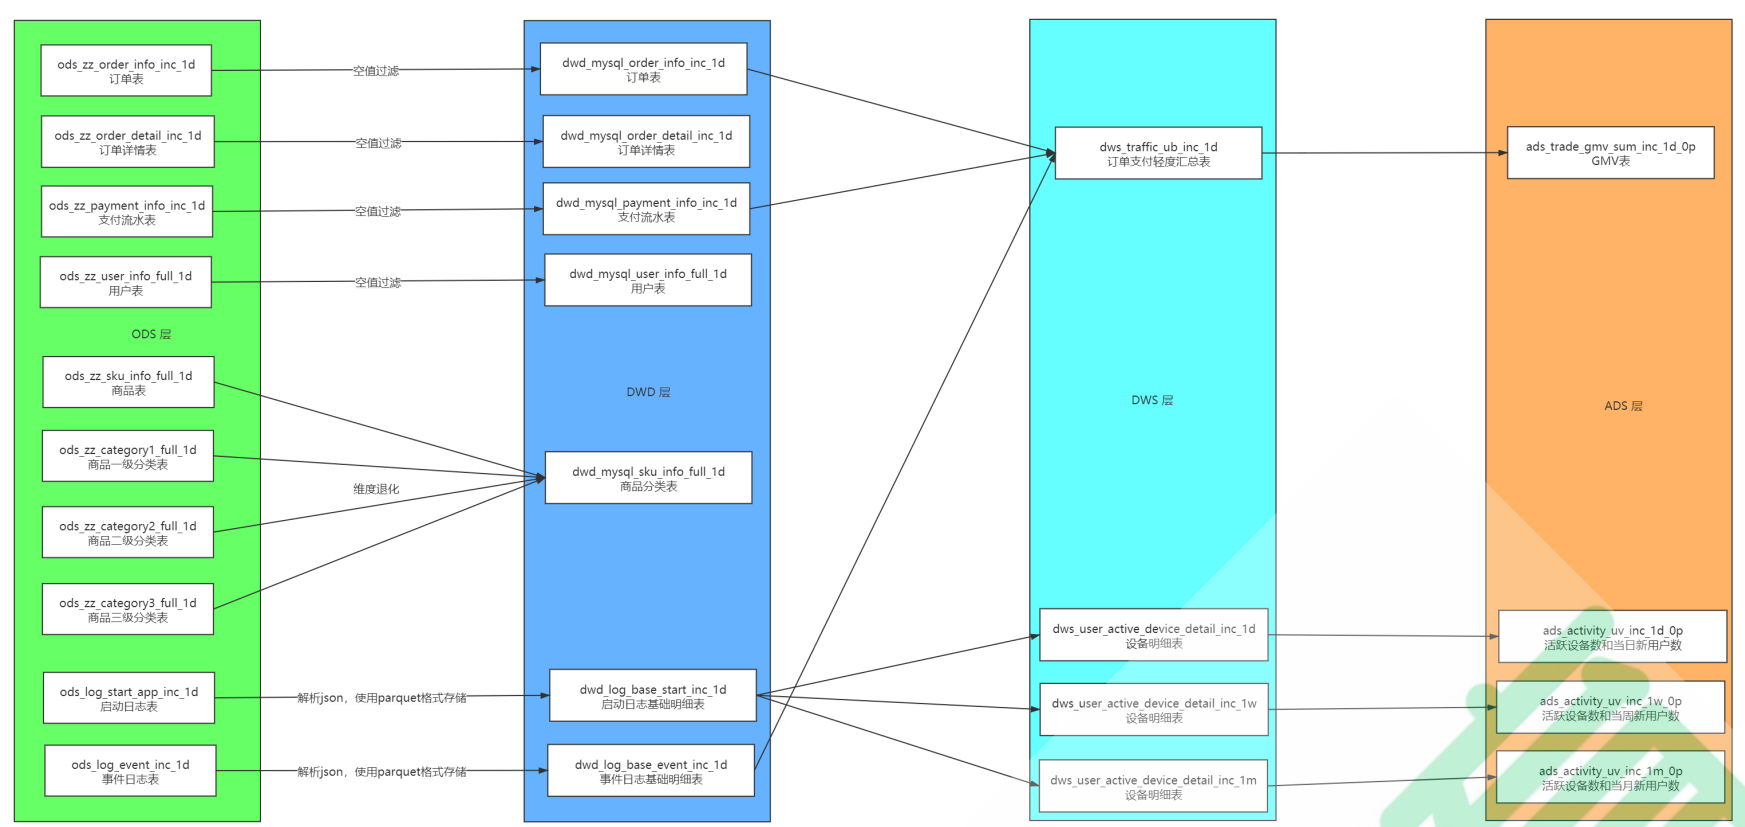 ods_zz_order_info_inc_1d
订单表
ods_zz_order_detail_inc_1d
订单详情表
ods_zz_payment_info_inc_1d
支付流水表
ods_zz_user_info_full_1d
用户表
ODS 层
ods_zz_sku_info_full_1d
商品表
ods_zz_category1_full_1d
商品一级分类表
ods_zz_category2_full_1d
商品二级分类表
ods_zz_category3_full_1d
商品三级分类表
ods_log_start_app_inc_1d
启动日志表
ods_log_event_inc_1d
事件日志表
空值过滤
空值过滤
空值过滤
空值过滤
维度退化
解析json，使用parquet格式存储
解析json，使用parquet格式存储
dwd_mysql_order_info_inc_1d
订单表
dwd_mysql_order_detail_inc_1d
订单详情表
dwd_mysql_payment_info_inc_1d
支付流水表
dwd_mysql_user_info_full_1d
用户表
DWD 层
dwd_mysql_sku_info_full_1d
商品分类表
dwd_log_base_start_inc_1d
启动日志基础明细表
dwd_log_base_event_inc_1d
事件日志基础明细表
dws_traffic_ub_inc_1d
订单支付轻度汇总表
DWS 层
dws_user_active_device_detail_inc_1d
设备明细表
dws_user_active_device_detail_inc_1w
设备明细表
dws_user_active_device_detail_inc_1m
设备明细表
ads_trade_gmv_sum_inc_1d_0p
GMV表
ADS 层
ads_activity_uv_inc_1d_0p
活跃设备数和当日新用户数
ads_activity_uv_inc_1w_0p
活跃设备数和当周新用户数
ads_activity_uv_inc_1m_0p
活跃设备数和当月新用户数